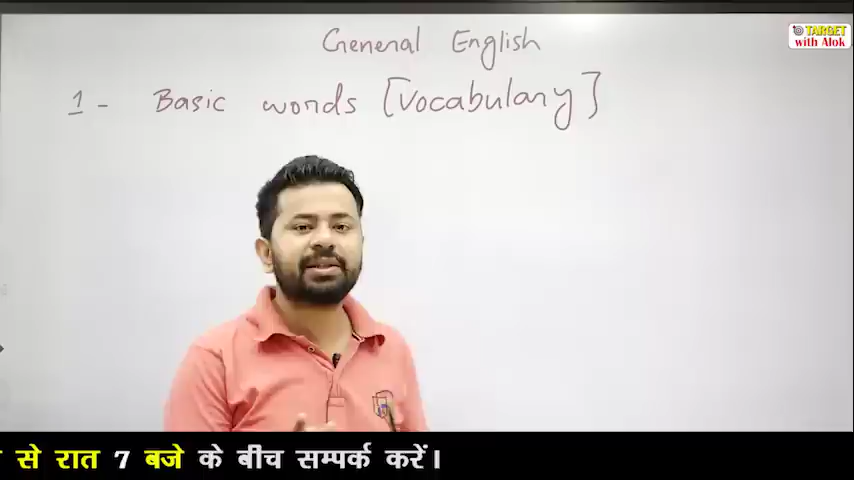 General English
TARGET
with Alok
1 - Basic words [Vocabulary]
से रात 7 बजे के बीच सम्पर्क करें।